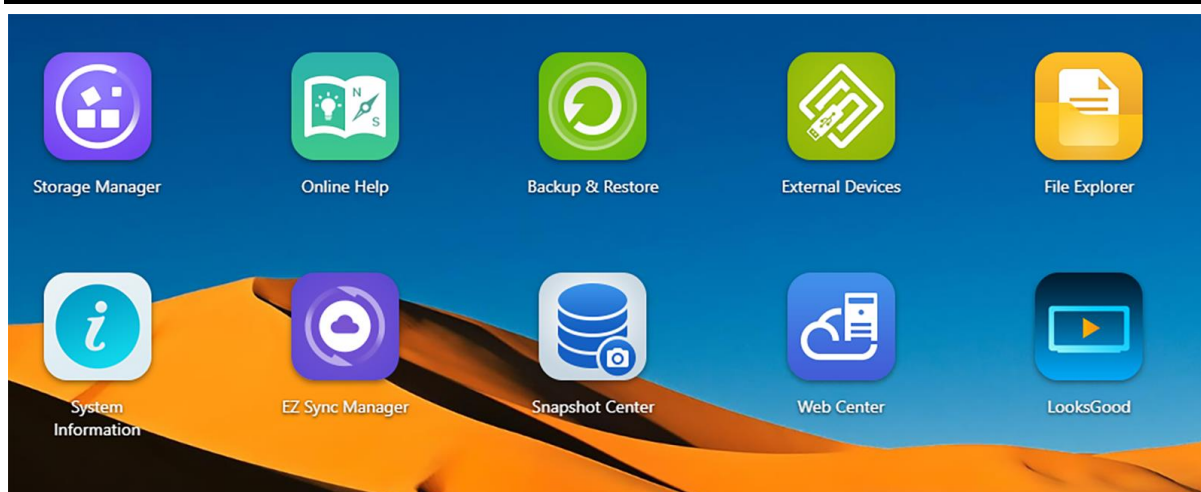 N
S
Storage Manager
Online Help
Backup & Restore
External Devices
File Explorer
i
System
Information
EZ Sync Manager
Snapshot Center
Web Center
LooksGood